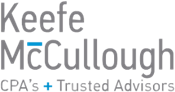 Keefe
McCullough
CPA's + Trusted Advisors